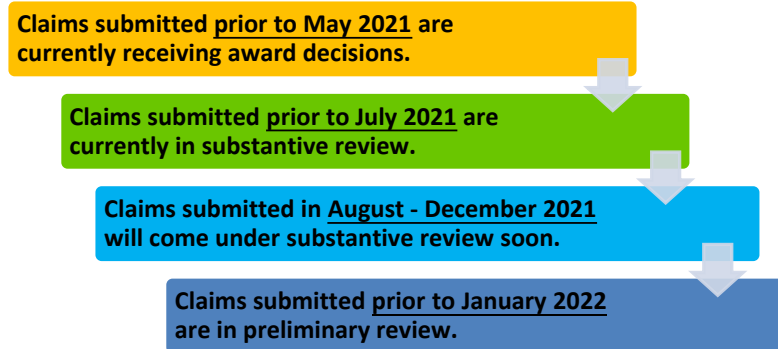 Claims submitted prior to May 2021 are
currently receiving award decisions.
Claims submitted prior to July 2021 are
currently in substantive review.
Claims submitted in August - December 2021
will come under substantive review soon.
Claims submitted prior to January 2022
are in preliminary review.